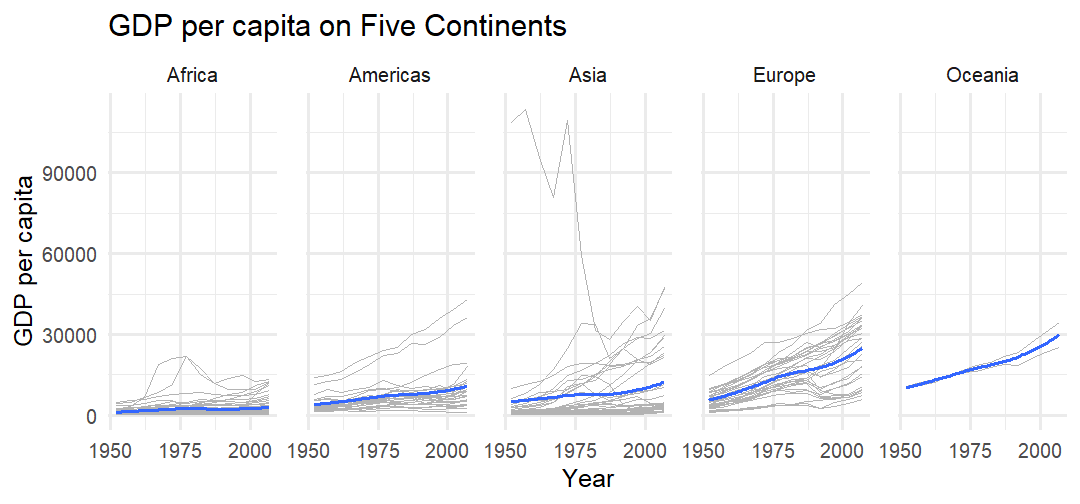 GDP per capita on Five Continents
Africa
Americas
Asia
Europe
Oceania
GDP per capita
90000
60000
30000
0
1950 1975 2000
1950 1975 2000
1950 1975 2000
1950 1975 2000
1950 1975 2000
Year